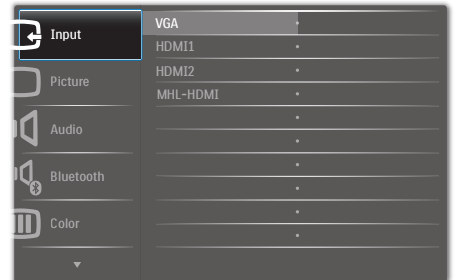 Input
Picture
Audio
Bluetooth
Color
VGA
HDMI1
HDMI2
MHL-HDMI